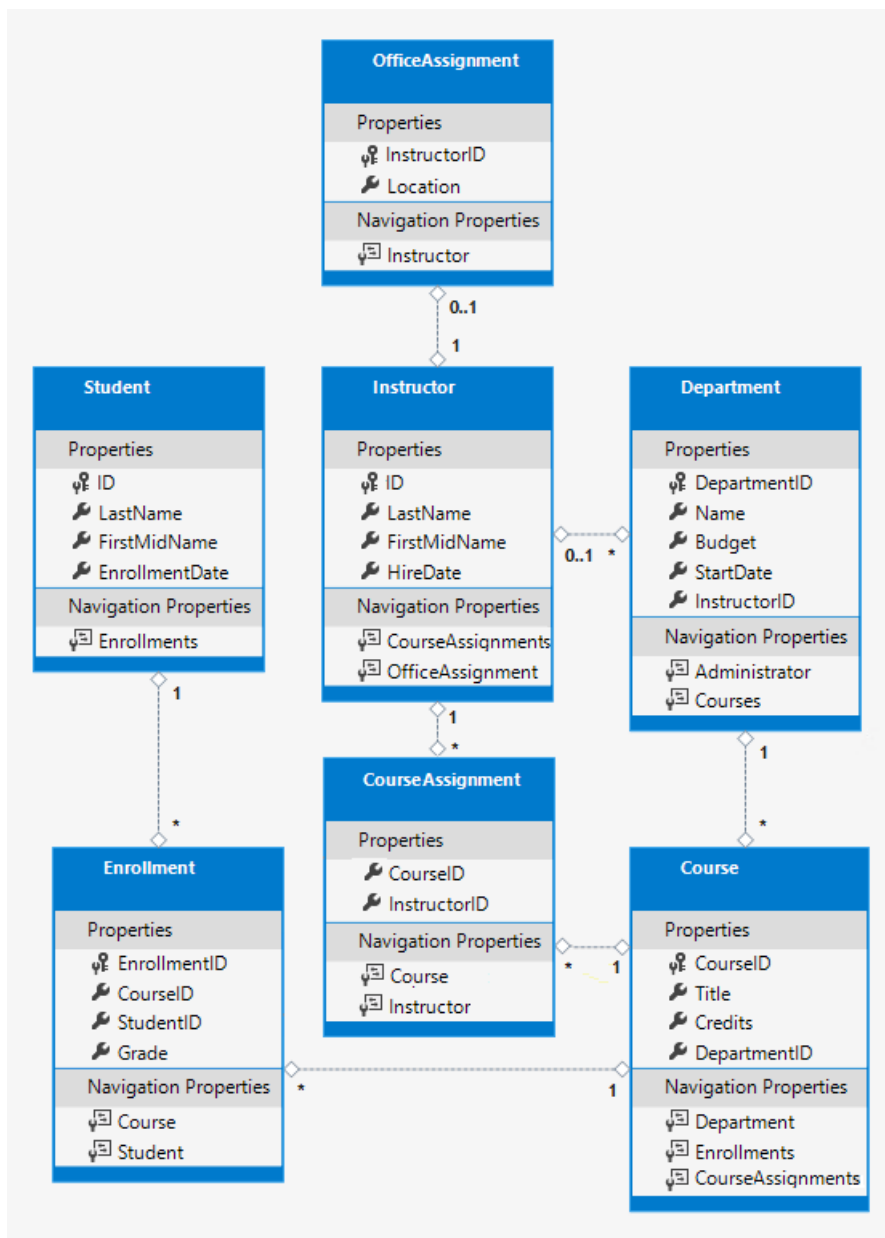 OfficeAssignment
Properties
InstructorID
Location
Navigation Properties
Instructor
0..1
1
Student
Properties
ID
LastName
FirstMidName
EnrollmentDate
Navigation Properties
Enrollments
1
*
Instructor
Properties
ID
LastName
FirstMidName
HireDate
Navigation Properties
CourseAssignments
OfficeAssignment
0..1 *
1
*
Department
Properties
DepartmentID
Name
Budget
StartDate
InstructorID
Navigation Properties
Administrator
Courses
1
*
CourseAssignment
Properties
CourseID
InstructorID
Navigation Properties
Course
Instructor
* 1
Enrollment
Properties
EnrollmentID
CourseID
StudentID
Grade
Navigation Properties
Course
Student
* 1
Course
Properties
CourseID
Title
Credits
DepartmentID
Navigation Properties
Department
Enrollments
CourseAssignments